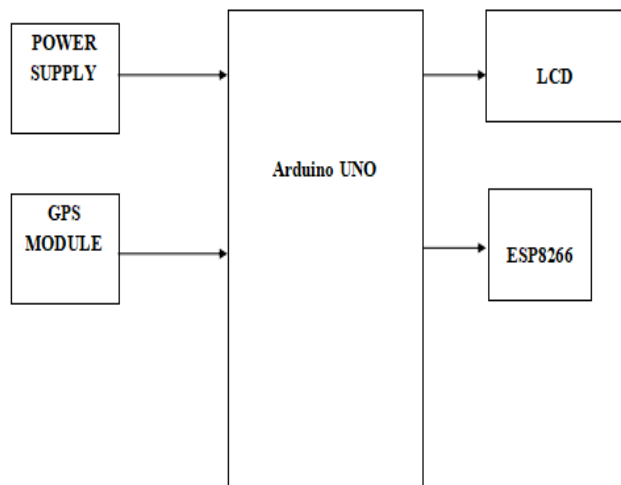 POWER
SUPPLY
LCD
Arduino UNO
GPS
MODULE
ESP8266